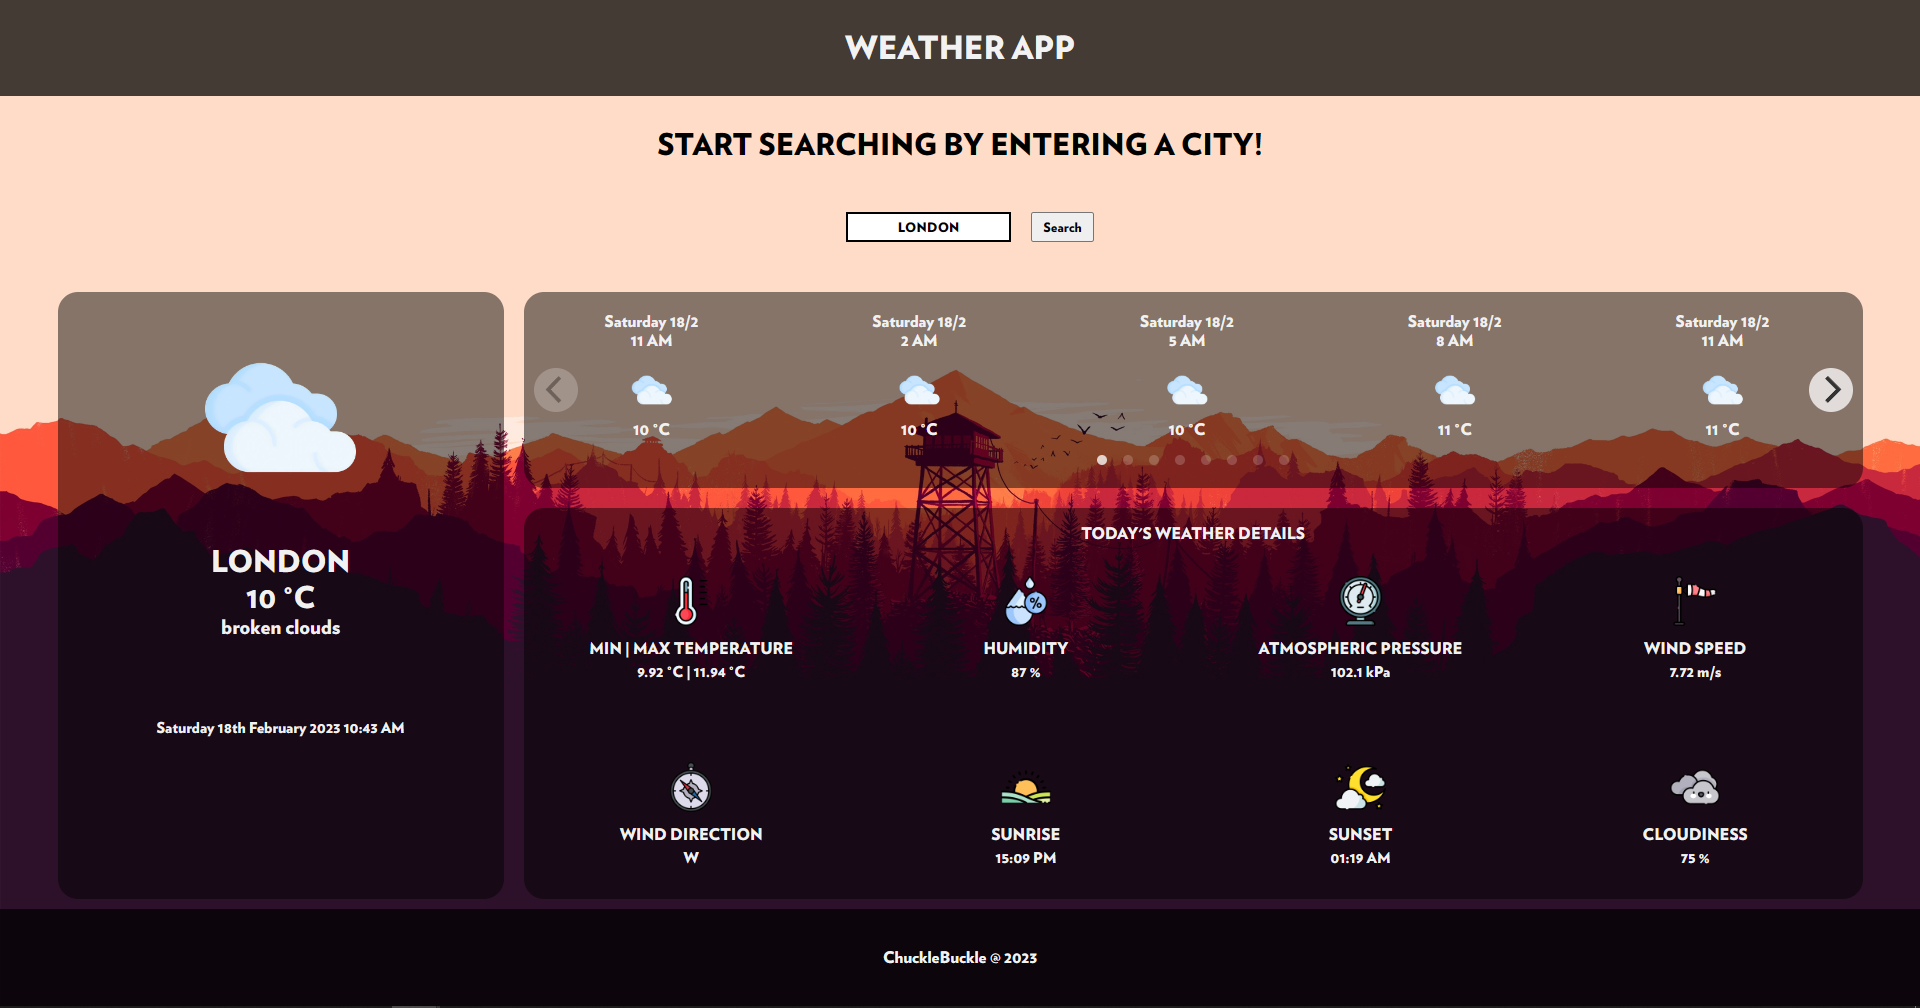 WEATHER APP
START SEARCHING BY ENTERING A CITY!
LONDON Search
LONDON
10 °C
broken clouds
Saturday 18th February 2023 10:43 AM
Saturday 18/2
11 AM
10 °C
Saturday 18/2
2 AM
10 °C
Saturday 18/2
5 AM
10 °C
Saturday 18/2
8 AM
11 °C
Saturday 18/2
11 AM
11 °C
TODAY'S WEATHER DETAILS
%
MIN | MAX TEMPERATURE
9.92 °C | 11.94 °C
HUMIDITY
87 %
ATMOSPHERIC PRESSURE
102.1 kPa
WIND SPEED
7.72 m/s
WIND DIRECTION
W
SUNRISE
15:09 PM
SUNSET
01:19 AM
CLOUDINESS
75 %
ChuckleBuckle @ 2023